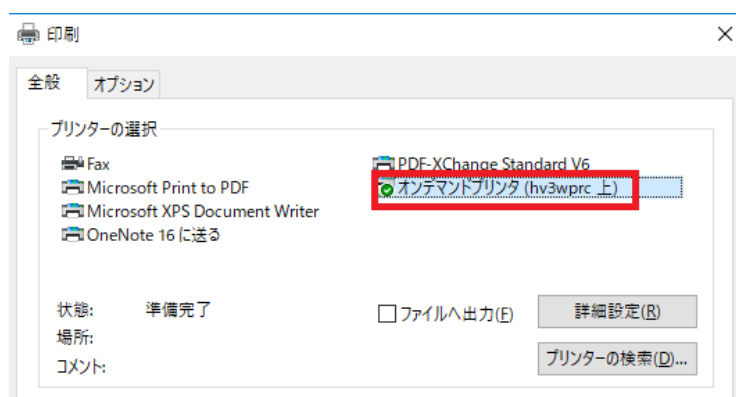 印刷
全般 オプション
プリンターの選択
Fax
Microsoft Print to PDF
Microsoft XPS Document Writer
OneNote 16 に送る
PDF-XChange Standard V6
オンデマンドプリンタ (hv3wprc 上)
状態: 準備完了
場所:
コメント:
ファイルへ出力(F)
詳細設定(R)
プリンターの検索(D)...